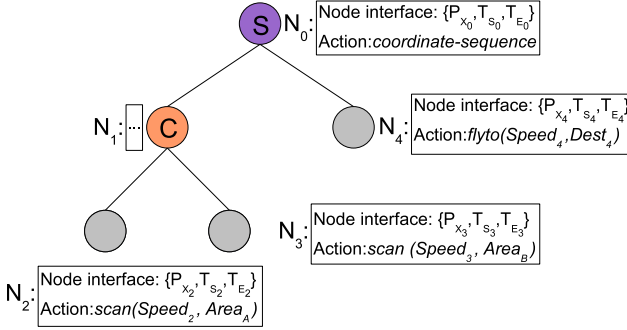 S
N0:
Node interface: {PX0,TS0,TE0}
Action:coordinate-sequence
N1:
...
C
N4:
Node interface: {PX4,TS4,TE4}
Action:flyto(Speed4,Dest4)
N3:
Node interface: {PX3,TS3,TE3}
Action:scan (Speed3, AreaB)
N2:
Node interface: {PX2,TS2,TE2}
Action:scan(Speed2, AreaA)